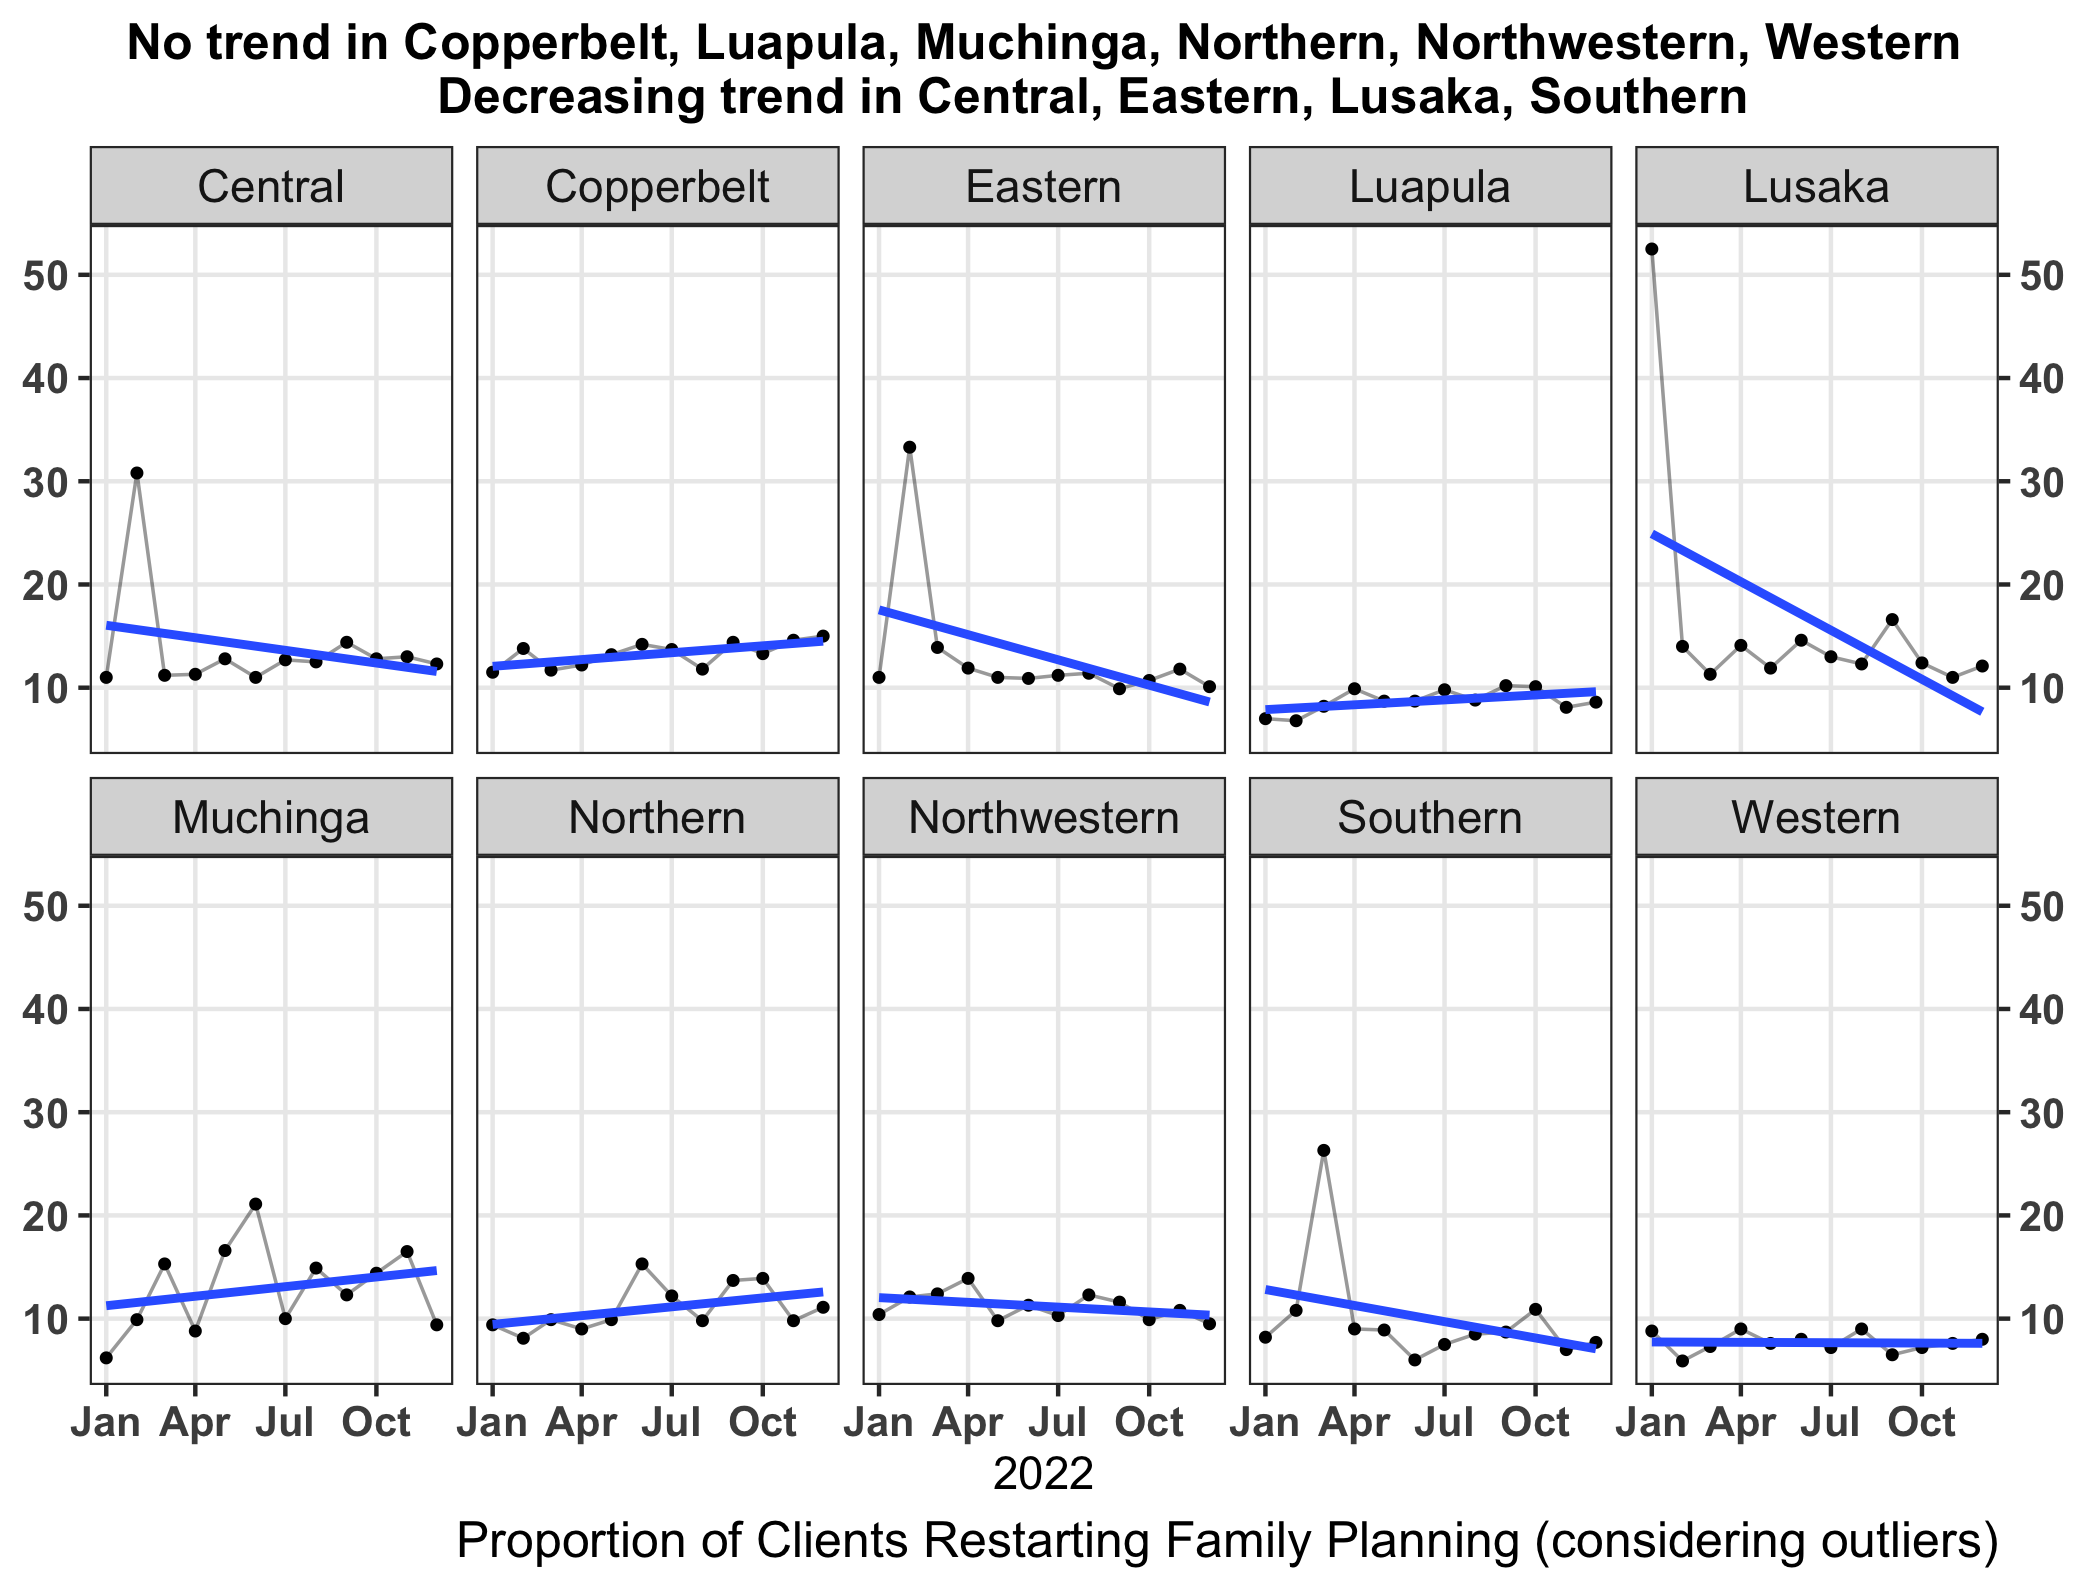 No trend in Copperbelt, Luapula, Muchinga, Northern, Northwestern, Western
Decreasing trend in Central, Eastern, Lusaka, Southern
Central Copperbelt Eastern Luapula Lusaka
50 50
40 40
30 30
20 20
10 10
Muchinga Northern Northwestern Southern Western
50 50
40 40
30 30
20 20
10 10
Jan Apr Jul Oct Jan Apr Jul Oct Jan Apr Jul Oct Jan Apr Jul Oct Jan Apr Jul Oct
2022
Proportion of Clients Restarting Family Planning (considering outliers)